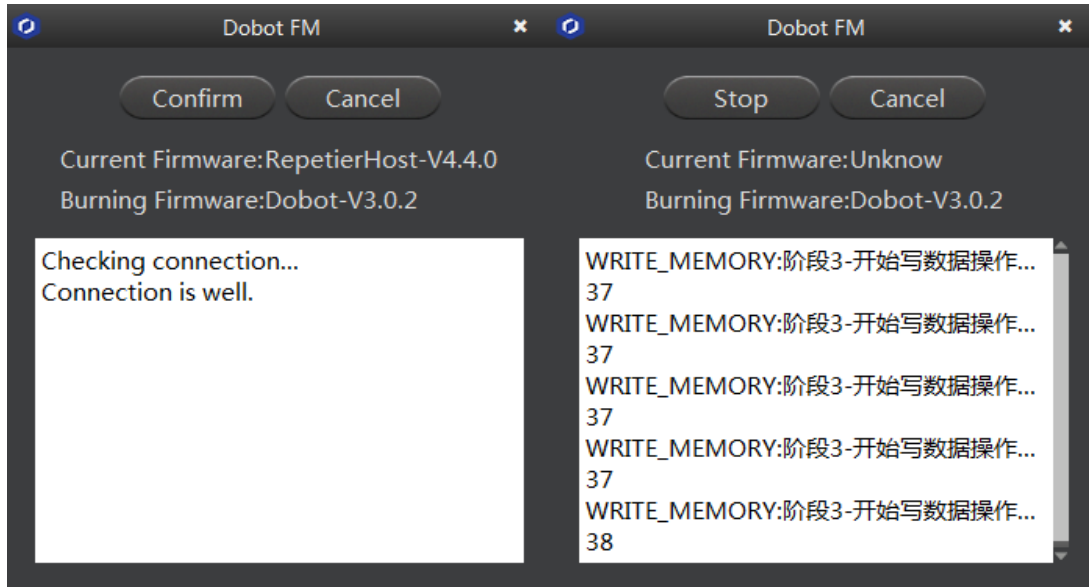 Dobot FM
Confirm
Cancel
Current Firmware:RepetierHost-V4.4.0
Burning Firmware:Dobot-V3.0.2
Checking connection...
Connection is well.
Dobot FM
Stop
Cancel
Current Firmware:Unknow
Burning Firmware:Dobot-V3.0.2
WRITE_MEMORY:阶段3-开始写数据操作...
37
WRITE_MEMORY:阶段3-开始写数据操作...
37
WRITE_MEMORY:阶段3-开始写数据操作...
37
WRITE_MEMORY:阶段3-开始写数据操作...
37
WRITE_MEMORY:阶段3-开始写数据操作...
38